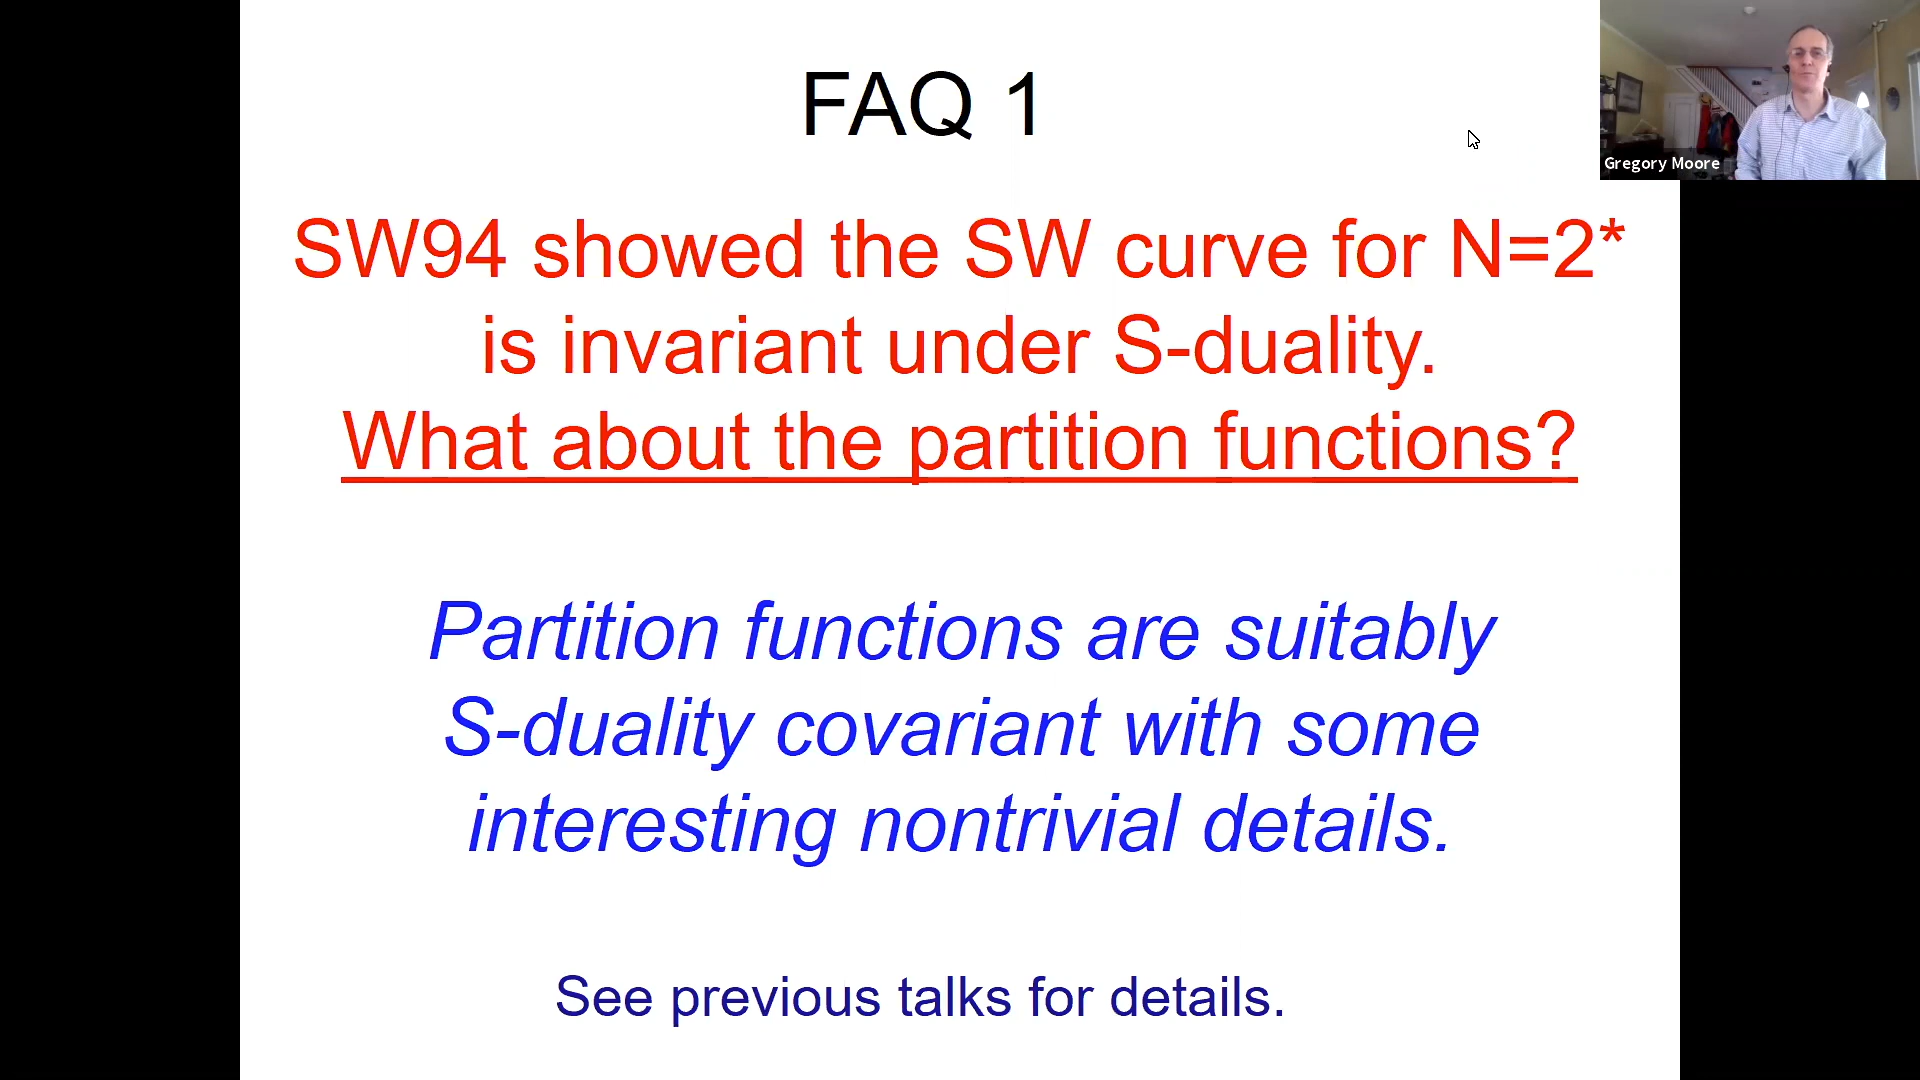 FAQ 1
Gregory Moore
SW94 showed the SW curve for N=2*
is invariant under S-duality.
What about the partition functions?
Partition functions are suitably
S-duality covariant with some
interesting nontrivial details.
See previous talks for details.